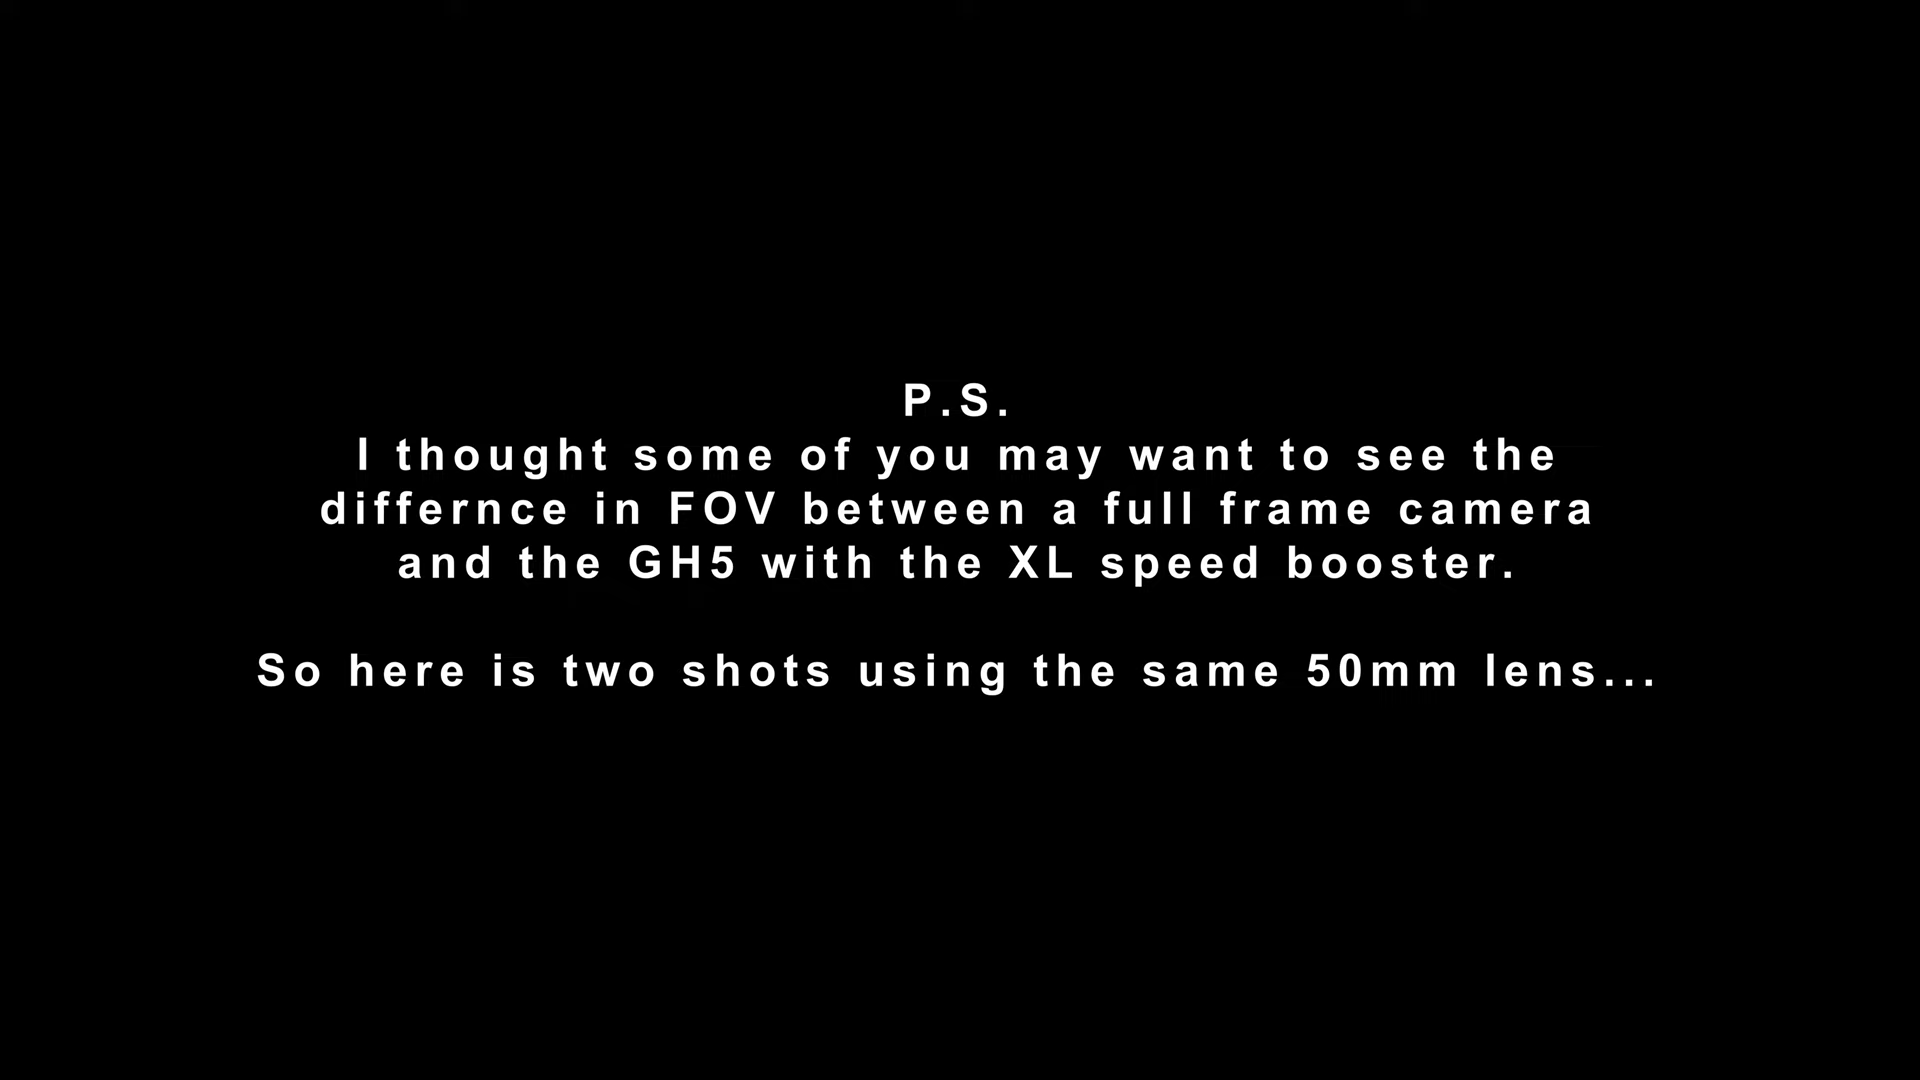 P.S.
I thought some of you may want to see the
differnce in FOV between a full frame camera
and the GH5 with the XL speed booster.
So here is two shots using the same 50mm lens...